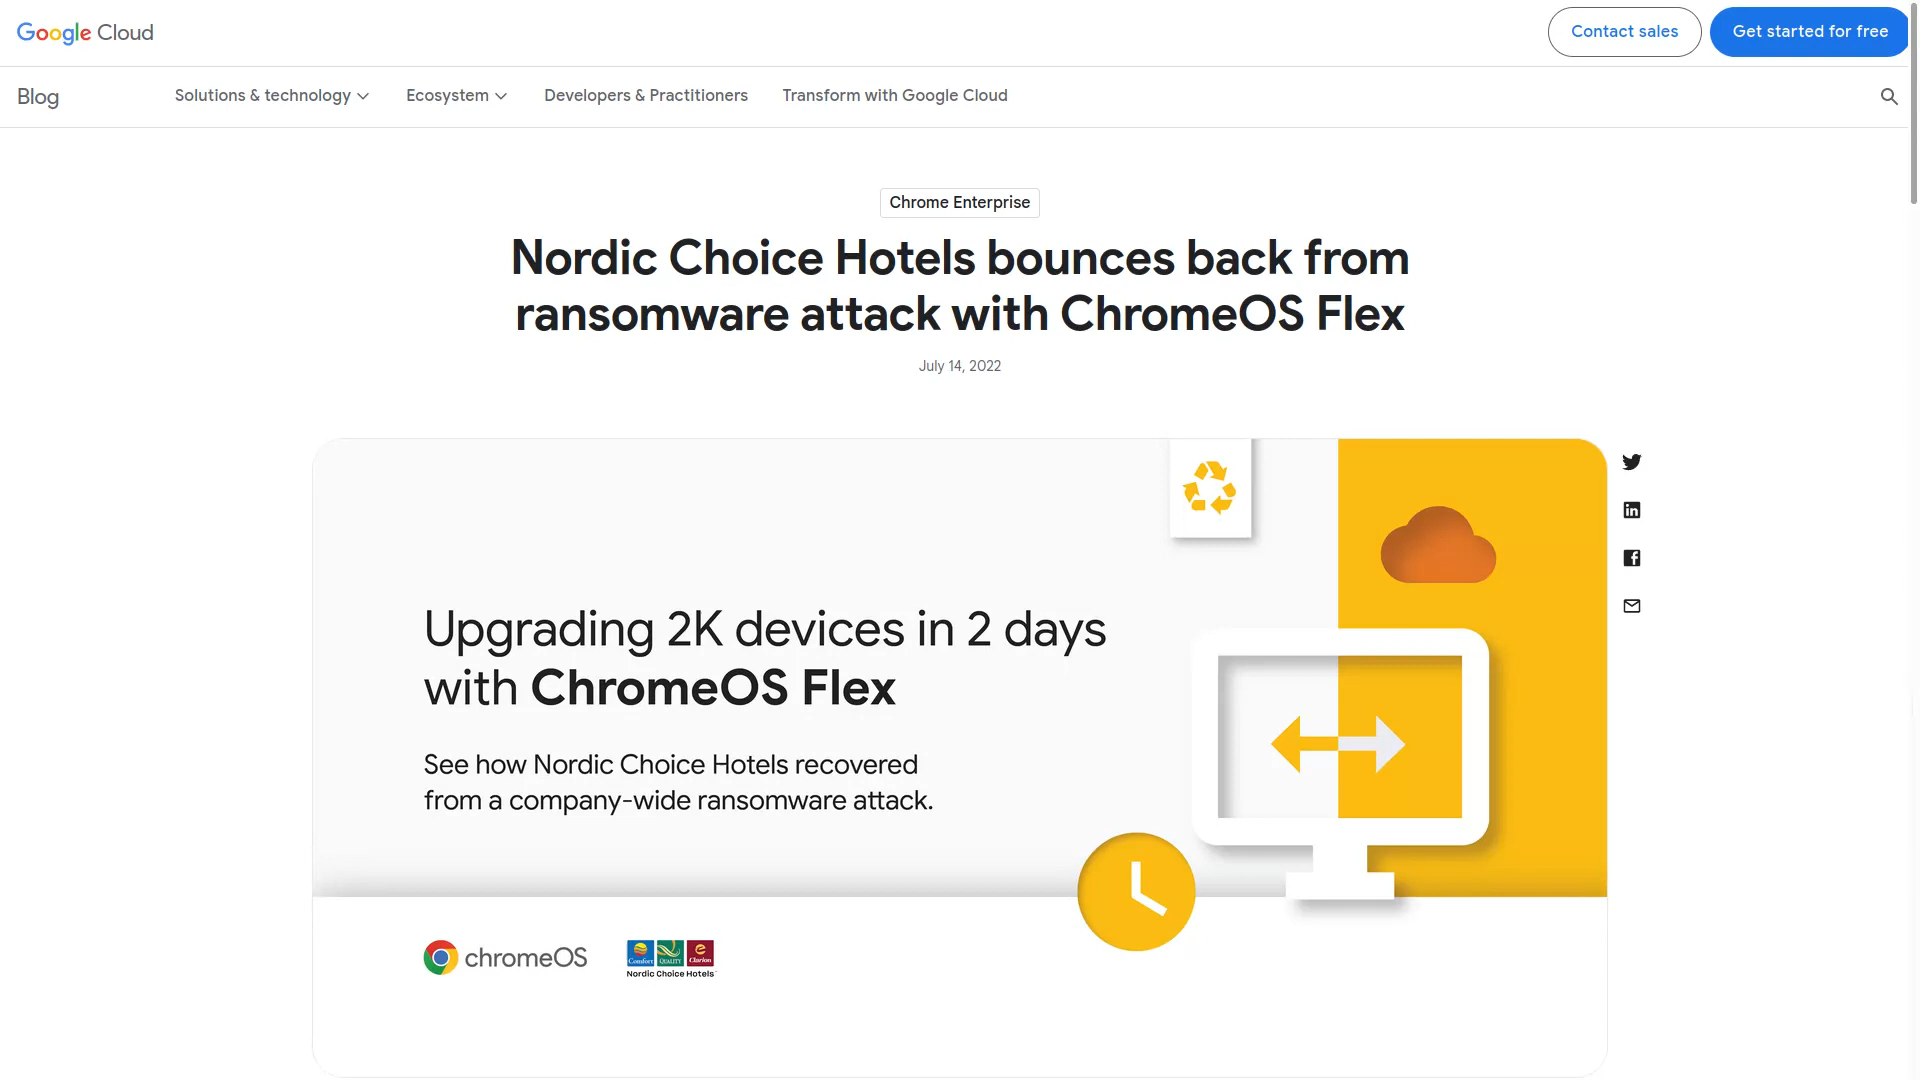 Google Cloud
Contact sales
Get started for free
Blog
Solutions & technology
Ecosystem
Developers & Practitioners
Transform with Google Cloud
Chrome Enterprise
Nordic Choice Hotels bounces back from
ransomware attack with ChromeOS Flex
July 14, 2022
Upgrading 2K devices in 2 days
with ChromeOS Flex
See how Nordic Choice Hotels recovered
from a company-wide ransomware attack.
chromeOS
Comfort
QUALITY
Clarion
Nordic Choice Hotels